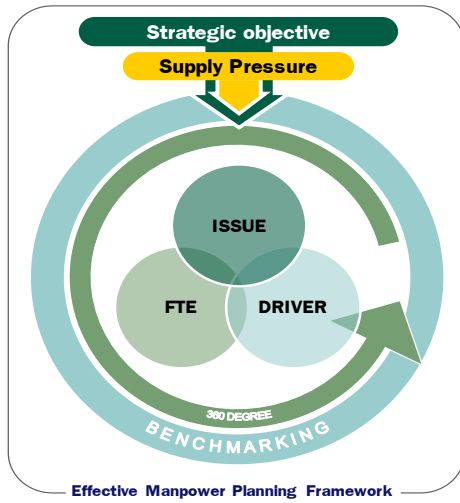 Strategic objective
Supply Pressure
ISSUE
FTE
DRIVER
360 DEGREE
BENCHMARKING
Effective Manpower Planning Framework